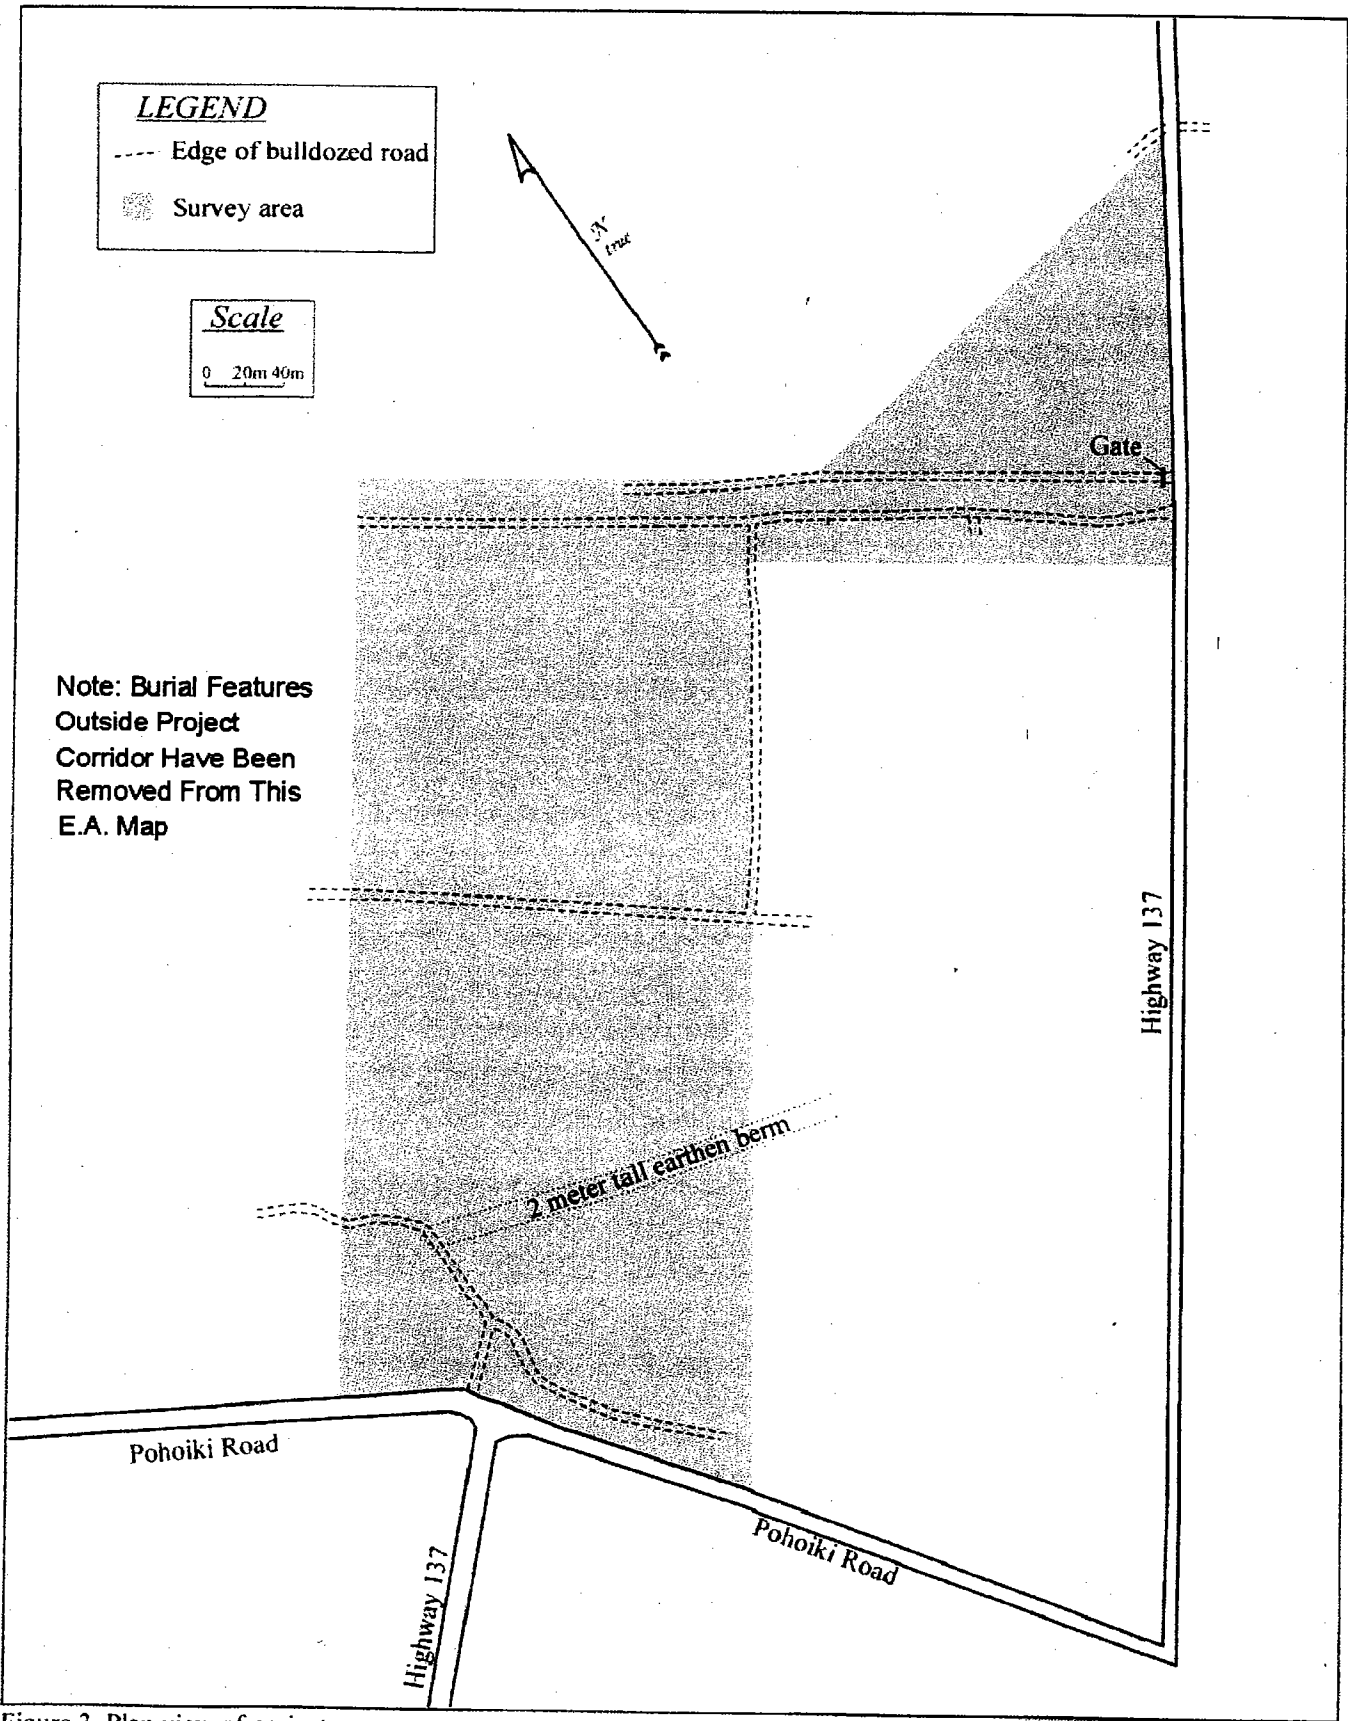 LEGEND
Edge of bulldozed road
Survey area
N
true
Scale
0 20m 40m
Gate
Note: Burial Features
Outside Project
Corridor Have Been
Removed From This
E.A. Map
Highway 137
2 meter tall earthen berm
Pohoiki Road
Pohoiki Road
Highway 137